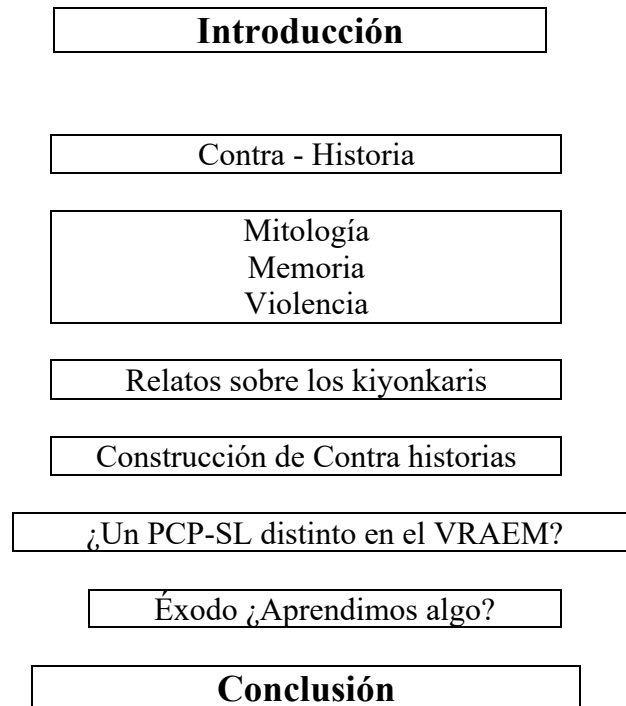 Introducción
Contra - Historia
Mitología
Memoria
Violencia
Relatos sobre los kiyonkaris
Construcción de Contra historias
¿Un PCP-SL distinto en el VRAEM?
Éxodo ¿Aprendimos algo?
Conclusión